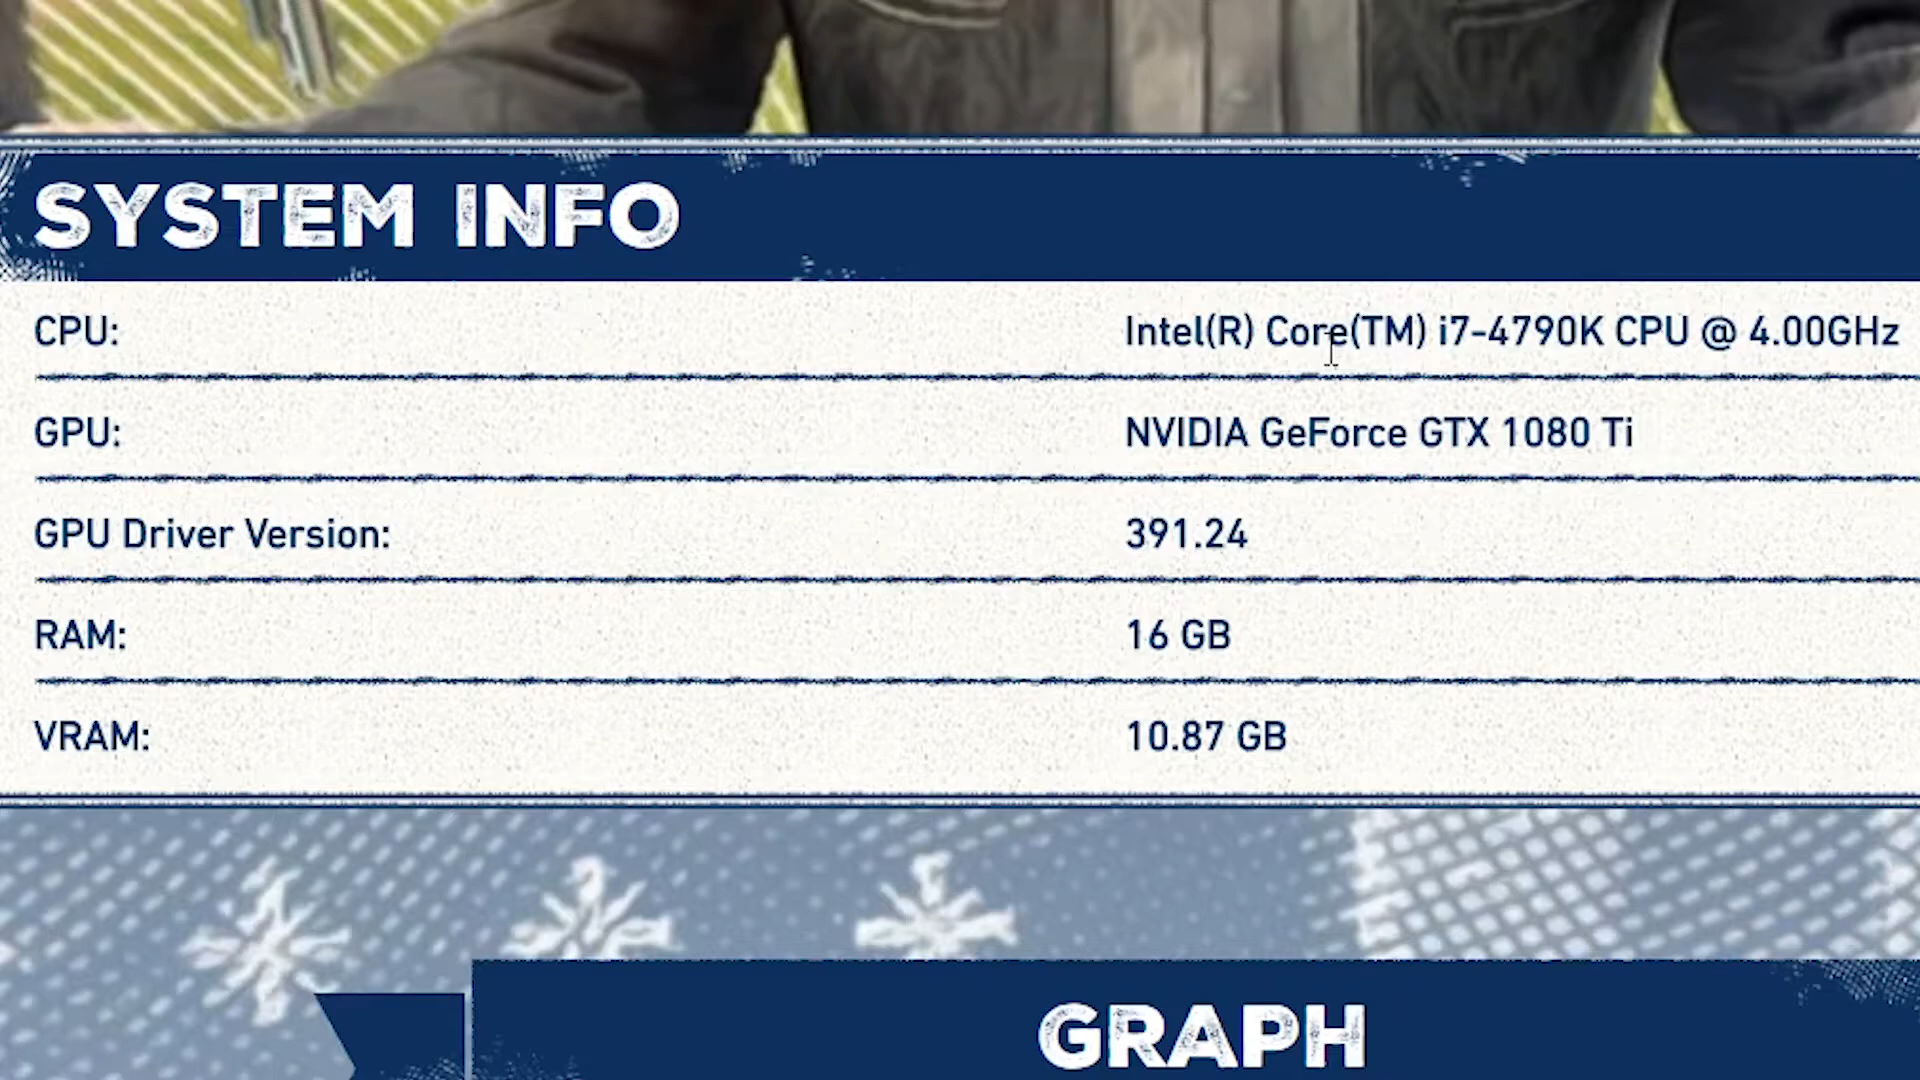 SYSTEM INFO
CPU: Intel(R) Core(TM) i7-4790K CPU @ 4.00GHz
GPU: NVIDIA GeForce GTX 1080 Ti
GPU Driver Version: 391.24
RAM: 16 GB
VRAM: 10.87 GB
GRAPH